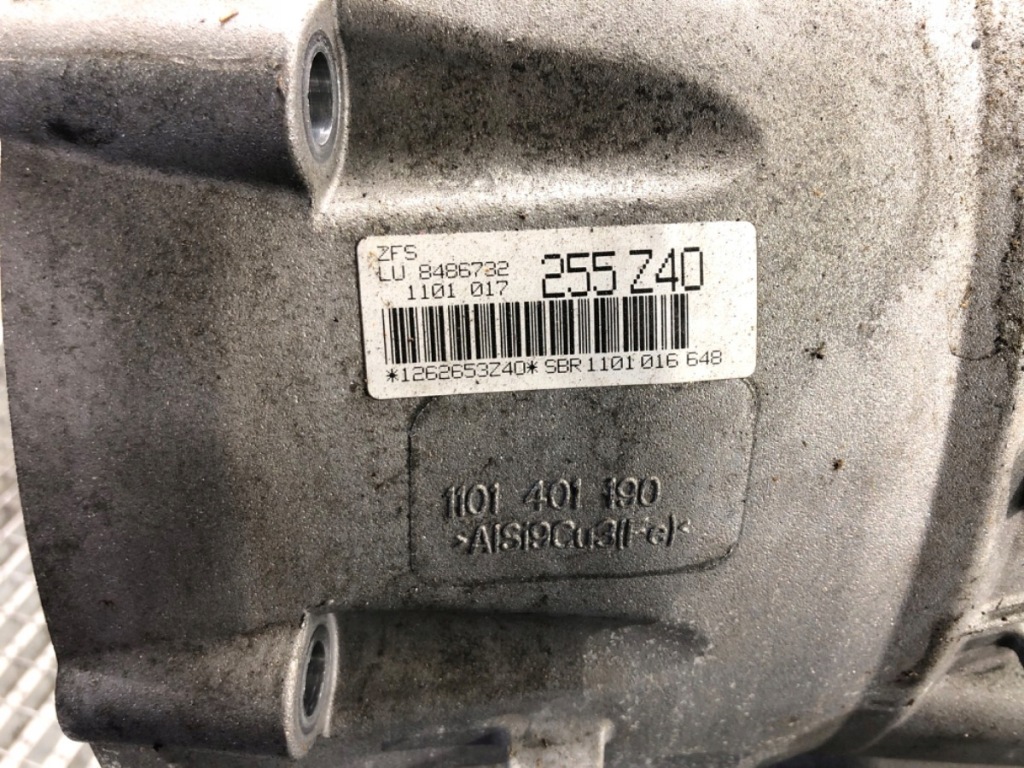 ZFS
LU 8486732 255 Z40
1101 017
*1262653Z40* SBR 1101 016 648
1101 401 190
>AlSi9Cu3(Fe)<